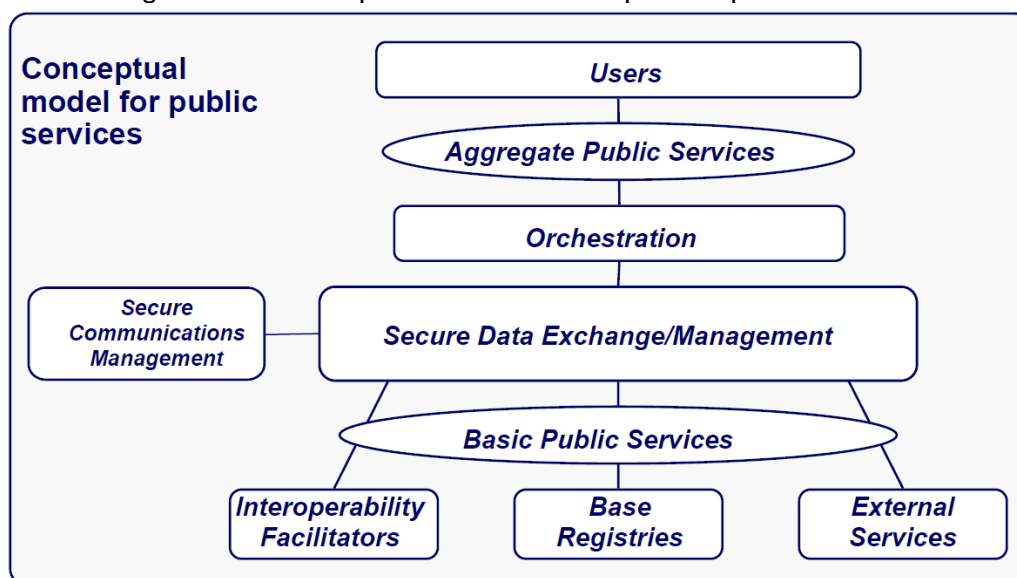 Conceptual
model for public
services
Users
Aggregate Public Services
Orchestration
Secure
Communications
Management
Secure Data Exchange/Management
Basic Public Services
Interoperability
Facilitators
Base
Registries
External
Services